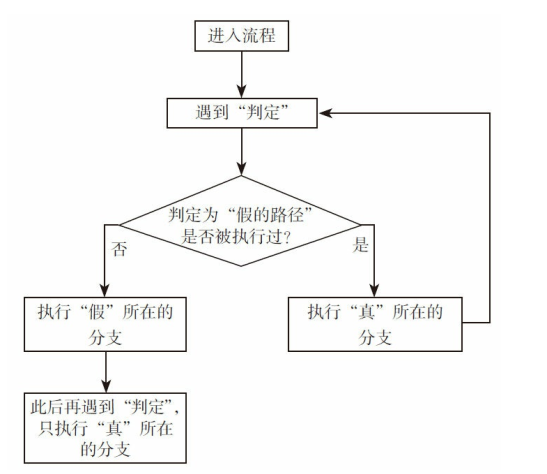 进入流程
遇到“判定”
判定为“假的路径”
是否被执行过？
否
是
执行“假”所在的
分支
执行“真”所在的
分支
此后再遇到“判定”，
只执行“真”所在
的分支